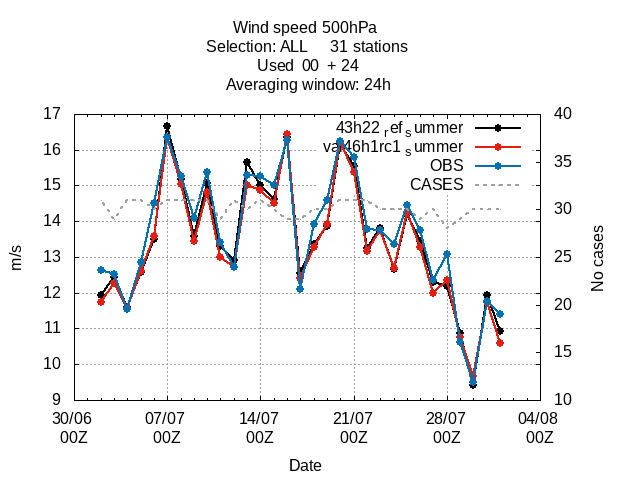 Wind speed 500hPa
Selection: ALL 31 stations
Used 00 + 24
Averaging window: 24h
43h22 refsummer
OBS
CASES
17
16
15
14
13
12
11
10
9
40
35
30
25
20
15
10
m/s
No cases
30/06 07/07 14/07 21/07 28/07 04/08
00Z 00Z 00Z 00Z 00Z 00Z
Date